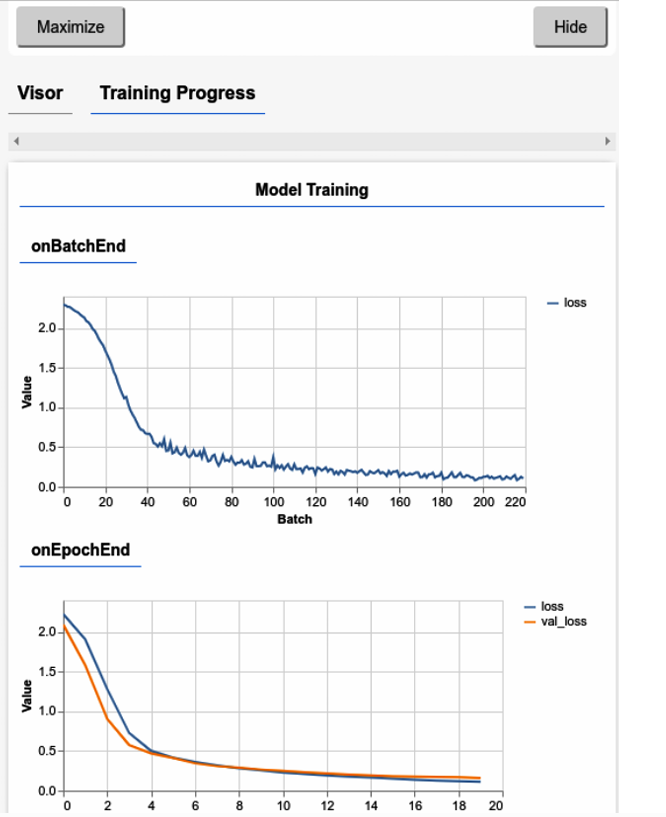 Maximize
Hide
Visor
Training Progress
Model Training
onBatchEnd
loss
2.0
1.5
1.0
0.5
0.0
Value
0 20 40 60 80 100 120 140 160 180 200 220
Batch
onEpochEnd
loss
val_loss
2.0
1.5
1.0
0.5
0.0
Value
0 2 4 6 8 10 12 14 16 18 20